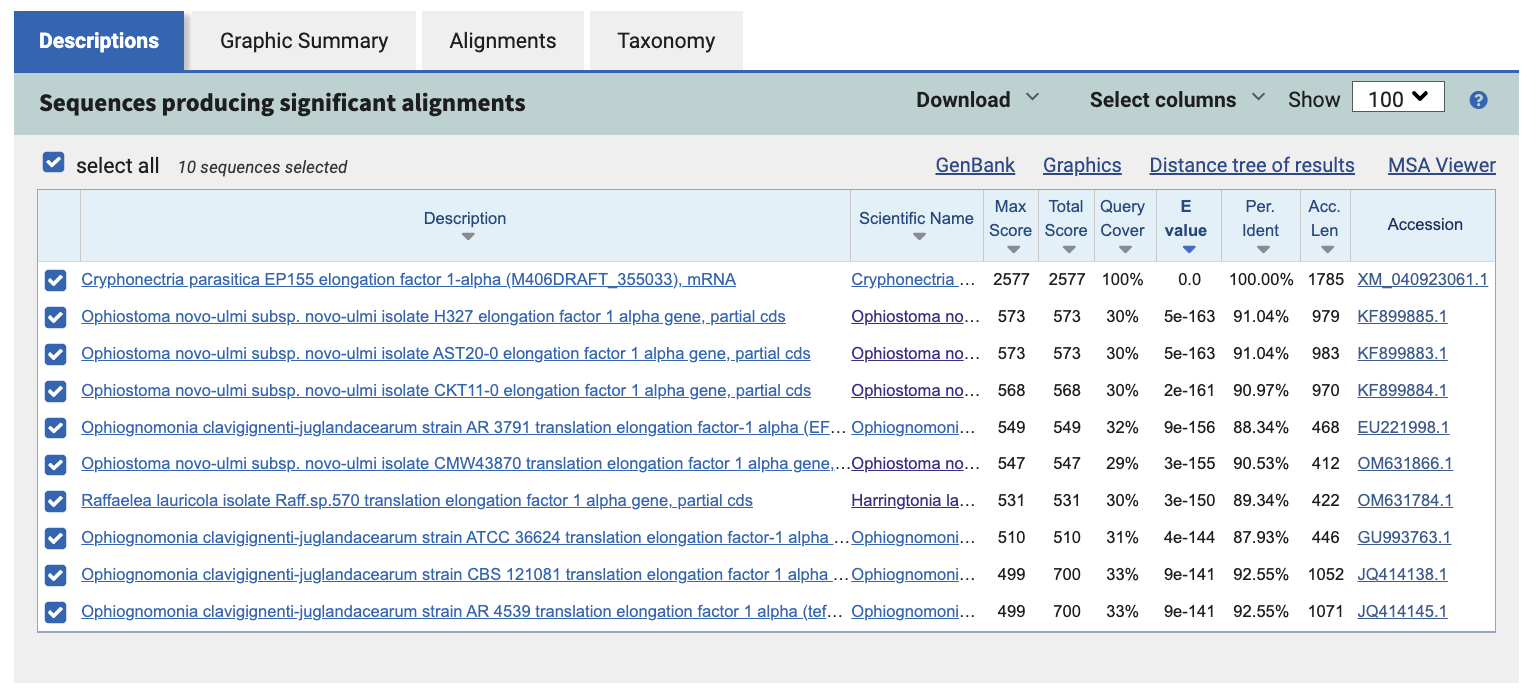 Descriptions Graphic Summary Alignments Taxonomy
Sequences producing significant alignments Download Select columns Show 100 ?
select all 10 sequences selected GenBank Graphics Distance tree of results MSA Viewer
Description Scientific Name Max Score Total Score Query Cover E value Per. Ident Acc. Len Accession
Cryphonectria parasitica EP155 elongation factor 1-alpha (M406DRAFT_355033), mRNA Cryphonectria ... 2577 2577 100% 0.0 100.00% 1785 XM_040923061.1
Ophiostoma novo-ulmi subsp. novo-ulmi isolate H327 elongation factor 1 alpha gene, partial cds Ophiostoma no... 573 573 30% 5e-163 91.04% 979 KF899885.1
Ophiostoma novo-ulmi subsp. novo-ulmi isolate AST20-0 elongation factor 1 alpha gene, partial cds Ophiostoma no... 573 573 30% 5e-163 91.04% 983 KF899883.1
Ophiostoma novo-ulmi subsp. novo-ulmi isolate CKT11-0 elongation factor 1 alpha gene, partial cds Ophiostoma no... 568 568 30% 2e-161 90.97% 970 KF899884.1
Ophiognomonia clavigignenti-juglandacearum strain AR 3791 translation elongation factor-1 alpha (EF... Ophiognomoni... 549 549 32% 9e-156 88.34% 468 EU221998.1
Ophiostoma novo-ulmi subsp. novo-ulmi isolate CMW43870 translation elongation factor 1 alpha gene,... Ophiostoma no... 547 547 29% 3e-155 90.53% 412 OM631866.1
Raffaelea lauricola isolate Raff.sp.570 translation elongation factor 1 alpha gene, partial cds Harringtonia la... 531 531 30% 3e-150 89.34% 422 OM631784.1
Ophiognomonia clavigignenti-juglandacearum strain ATCC 36624 translation elongation factor-1 alpha ... Ophiognomoni... 510 510 31% 4e-144 87.93% 446 GU993763.1
Ophiognomonia clavigignenti-juglandacearum strain CBS 121081 translation elongation factor 1 alpha ... Ophiognomoni... 499 700 33% 9e-141 92.55% 1052 JQ414138.1
Ophiognomonia clavigignenti-juglandacearum strain AR 4539 translation elongation factor 1 alpha (tef... Ophiognomoni... 499 700 33% 9e-141 92.55% 1071 JQ414145.1